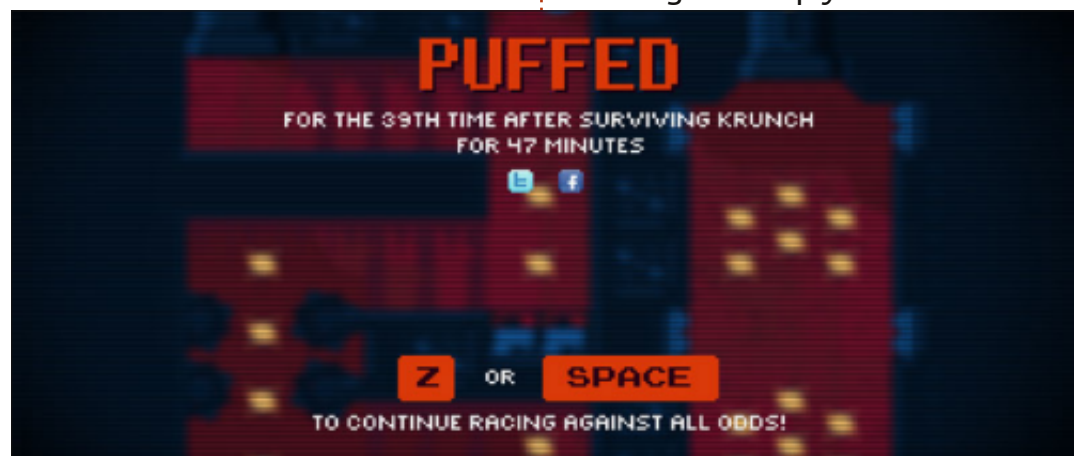 PUFFED
FOR THE 39TH TIME AFTER SURVIVING KRUNCH
FOR 47 MINUTES
Z OR SPACE
TO CONTINUE RACING AGAINST ALL ODDS!